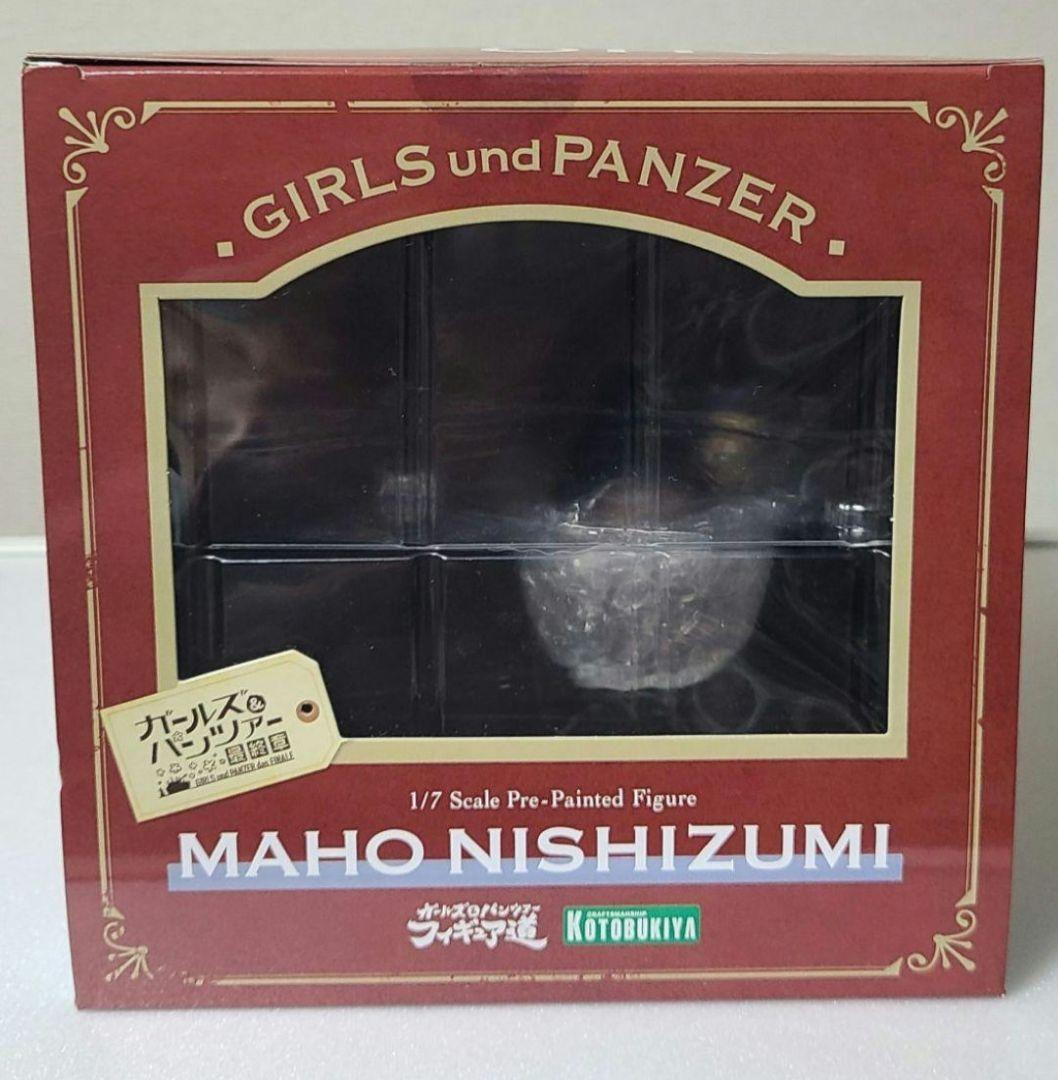 GIRLS und PANZER
ガールズ&
パンツァー
最終章
GIRLS und PANZER das FINALE
1/7 Scale Pre-Painted Figure
MAHO NISHIZUMI
ガールズ&パンツァー
フィギュア道
CRAFTSMANSHIP
KOTOBUKIYA